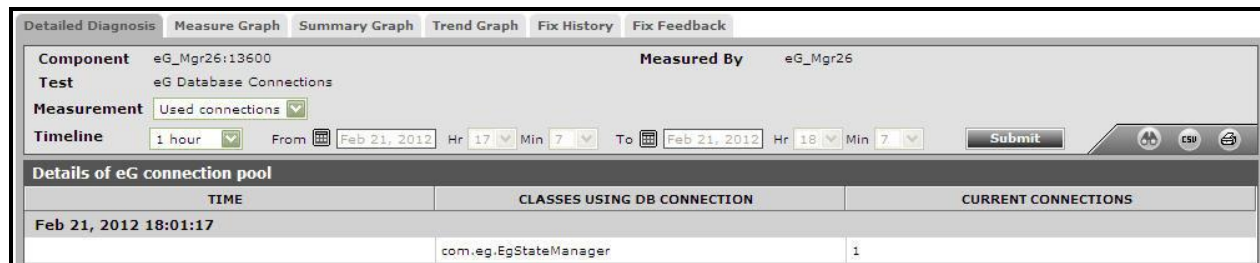 Detailed Diagnosis Measure Graph Summary Graph Trend Graph Fix History Fix Feedback
Component eG_Mgr26:13600 Measured By eG_Mgr26
Test eG Database Connections
Measurement Used connections
Timeline 1 hour From Feb 21, 2012 Hr 17 Min 7 To Feb 21, 2012 Hr 18 Min 7 Submit CSV
Details of eG connection pool
TIME CLASSES USING DB CONNECTION CURRENT CONNECTIONS
Feb 21, 2012 18:01:17
com.eg.EgStateManager 1